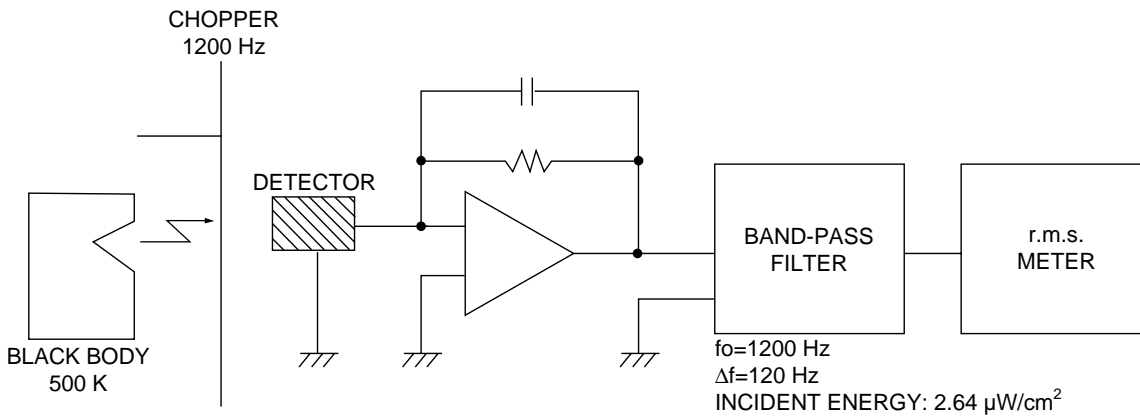 CHOPPER
1200 Hz
DETECTOR
BLACK BODY
500 K
BAND-PASS
FILTER
r.m.s.
METER
fo=1200 Hz
Δf=120 Hz
INCIDENT ENERGY: 2.64 µW/cm²